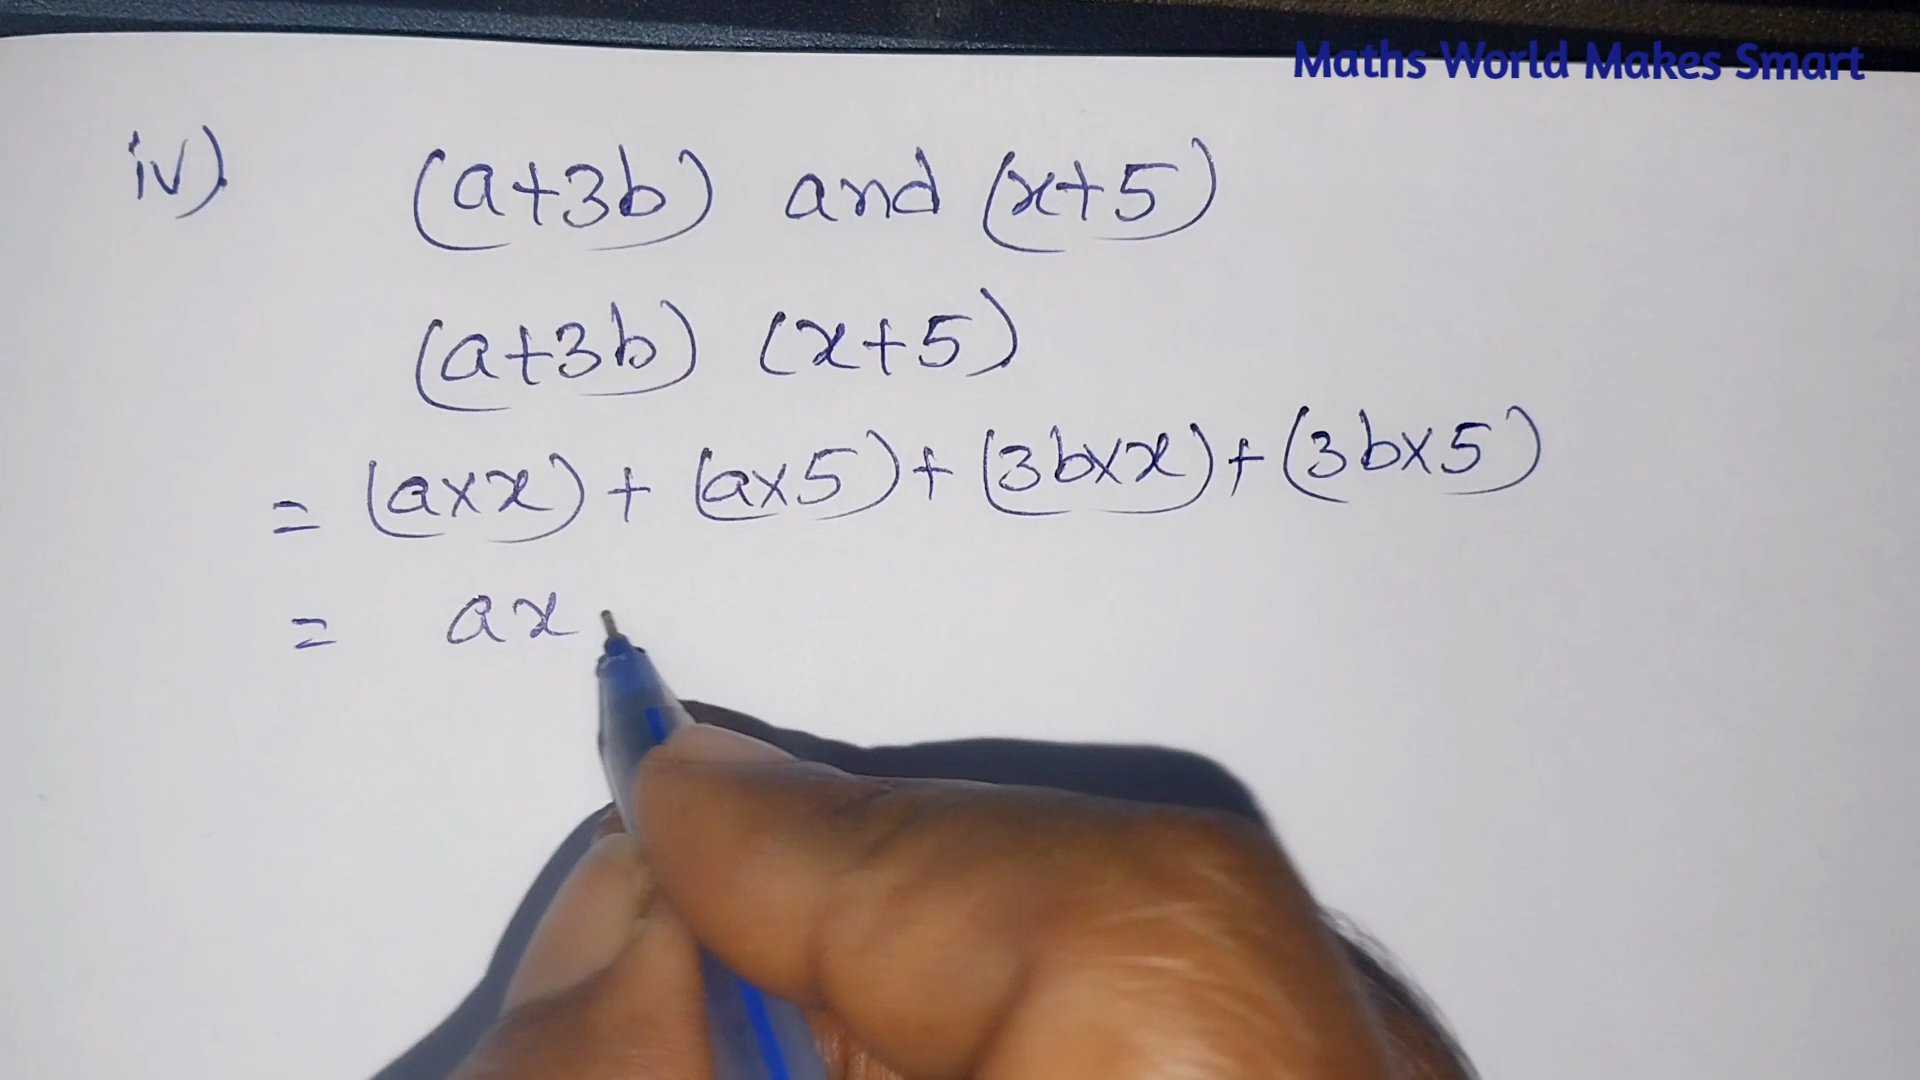 Maths World Makes Smart
iv) (a+3b) and (x+5)
(a+3b) (x+5)
= (a×x) + (a×5) + (3b×x) + (3b×5)
= ax